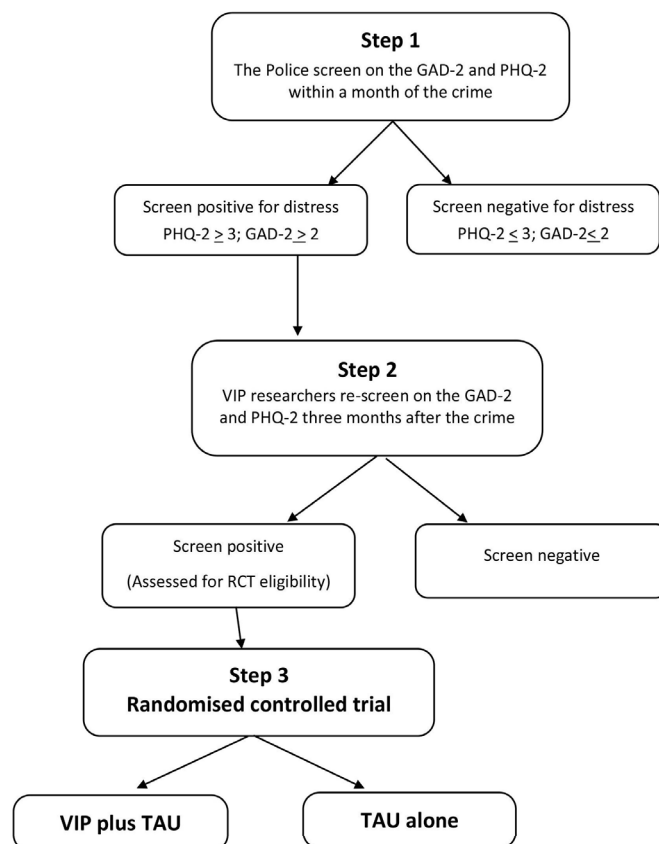 Step 1
The Police screen on the GAD-2 and PHQ-2
within a month of the crime
Screen positive for distress
PHQ-2 ≥ 3; GAD-2 ≥ 2
Screen negative for distress
PHQ-2 ≤ 3; GAD-2≤ 2
Step 2
VIP researchers re-screen on the GAD-2
and PHQ-2 three months after the crime
Screen positive
(Assessed for RCT eligibility)
Screen negative
Step 3
Randomised controlled trial
VIP plus TAU
TAU alone